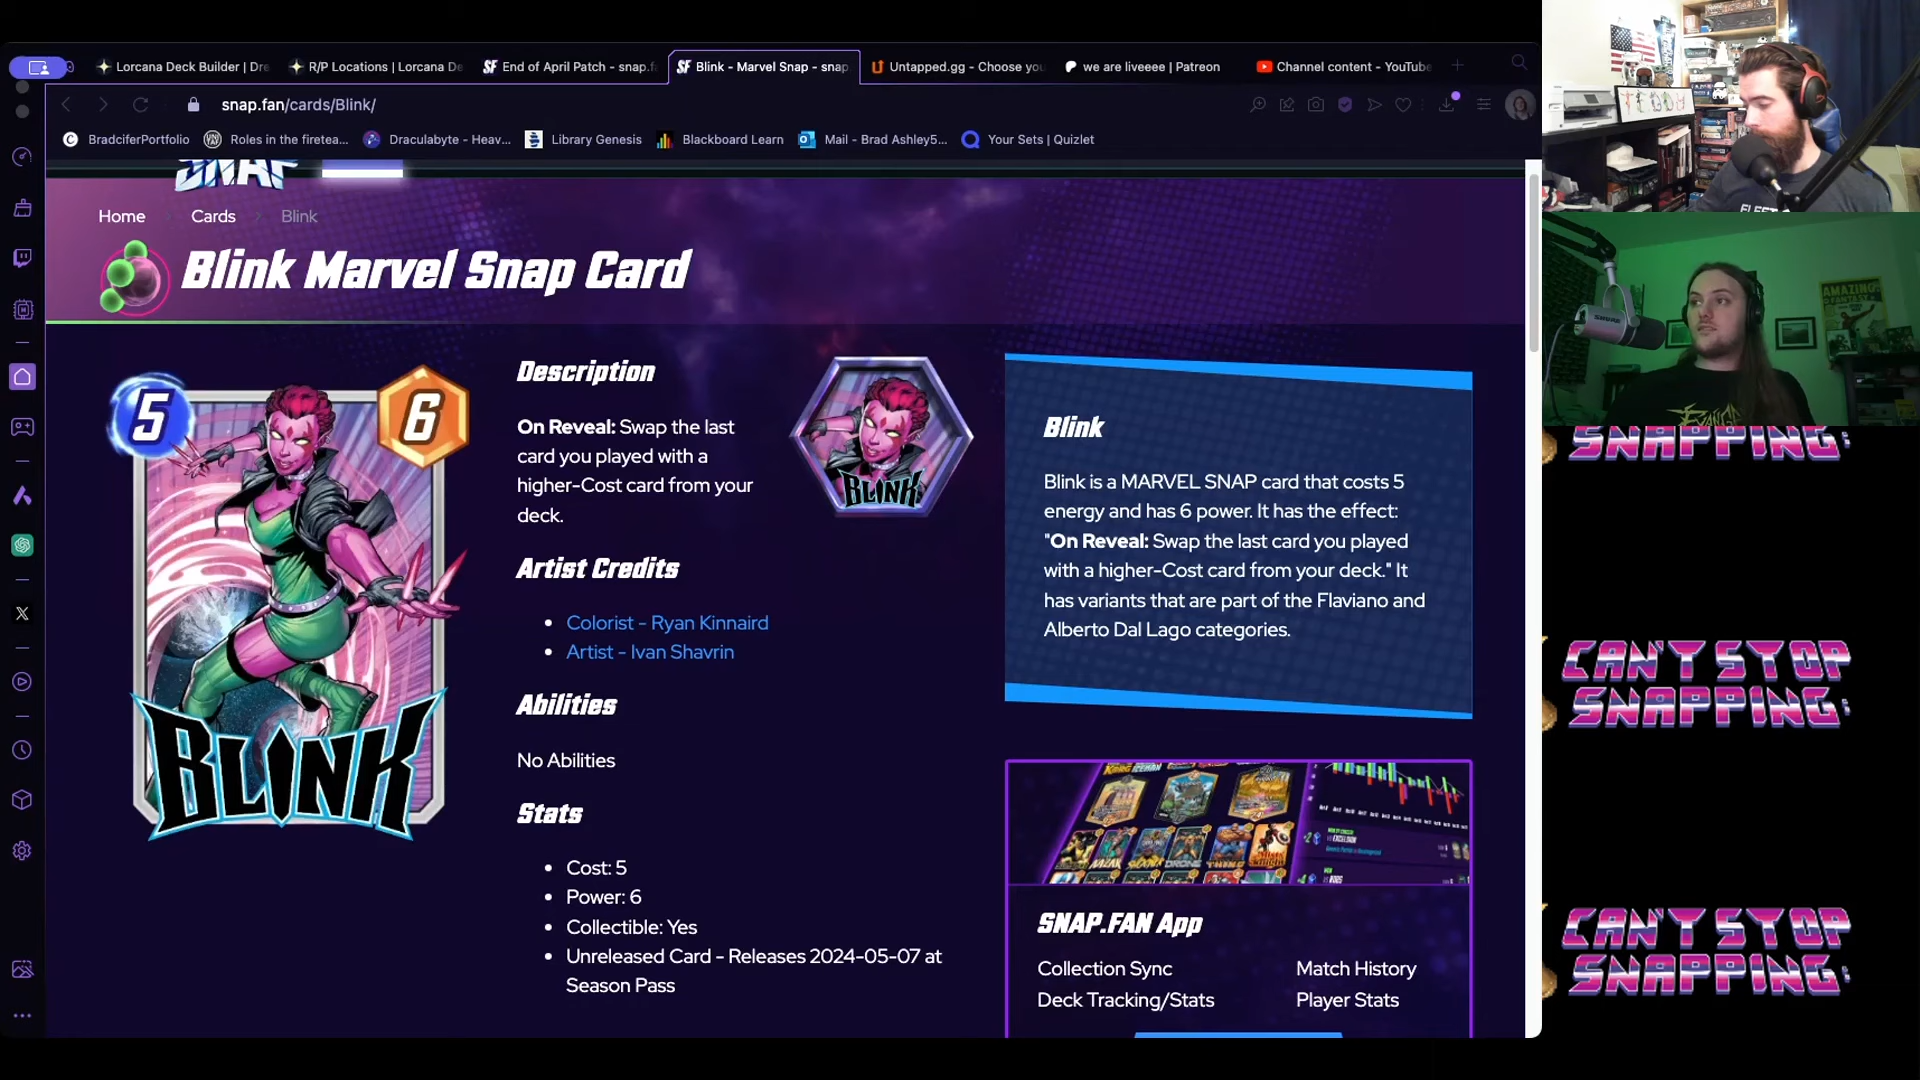 Lorcana Deck Builder | Dre
R/P Locations | Lorcana De
SF End of April Patch - snap.f
SF Blink - Marvel Snap - snap
Untapped.gg - Choose you
we are liveeee | Patreon
Channel content - YouTube
snap.fan/cards/Blink/
BradciferPortfolio
Roles in the firetea...
Draculabyte - Heav...
Library Genesis
Blackboard Learn
Mail - Brad Ashley5...
Your Sets | Quizlet
SNAP
Home
Cards
Blink
Blink Marvel Snap Card
5
6
BLINK
Description
On Reveal: Swap the last
card you played with a
higher-Cost card from your
deck.
BLINK
Artist Credits
Colorist - Ryan Kinnaird
Artist - Ivan Shavrin
Abilities
No Abilities
Stats
Cost: 5
Power: 6
Collectible: Yes
Unreleased Card - Releases 2024-05-07 at
Season Pass
Blink
Blink is a MARVEL SNAP card that costs 5
energy and has 6 power. It has the effect:
"On Reveal: Swap the last card you played
with a higher-Cost card from your deck." It
has variants that are part of the Flaviano and
Alberto Dal Lago categories.
SNAP.FAN App
Collection Sync
Match History
Deck Tracking/Stats
Player Stats
SHURE
AMAZING
FANTASY
SNAPPING:
CAN'T STOP
SNAPPING:
CAN'T STOP
SNAPPING: